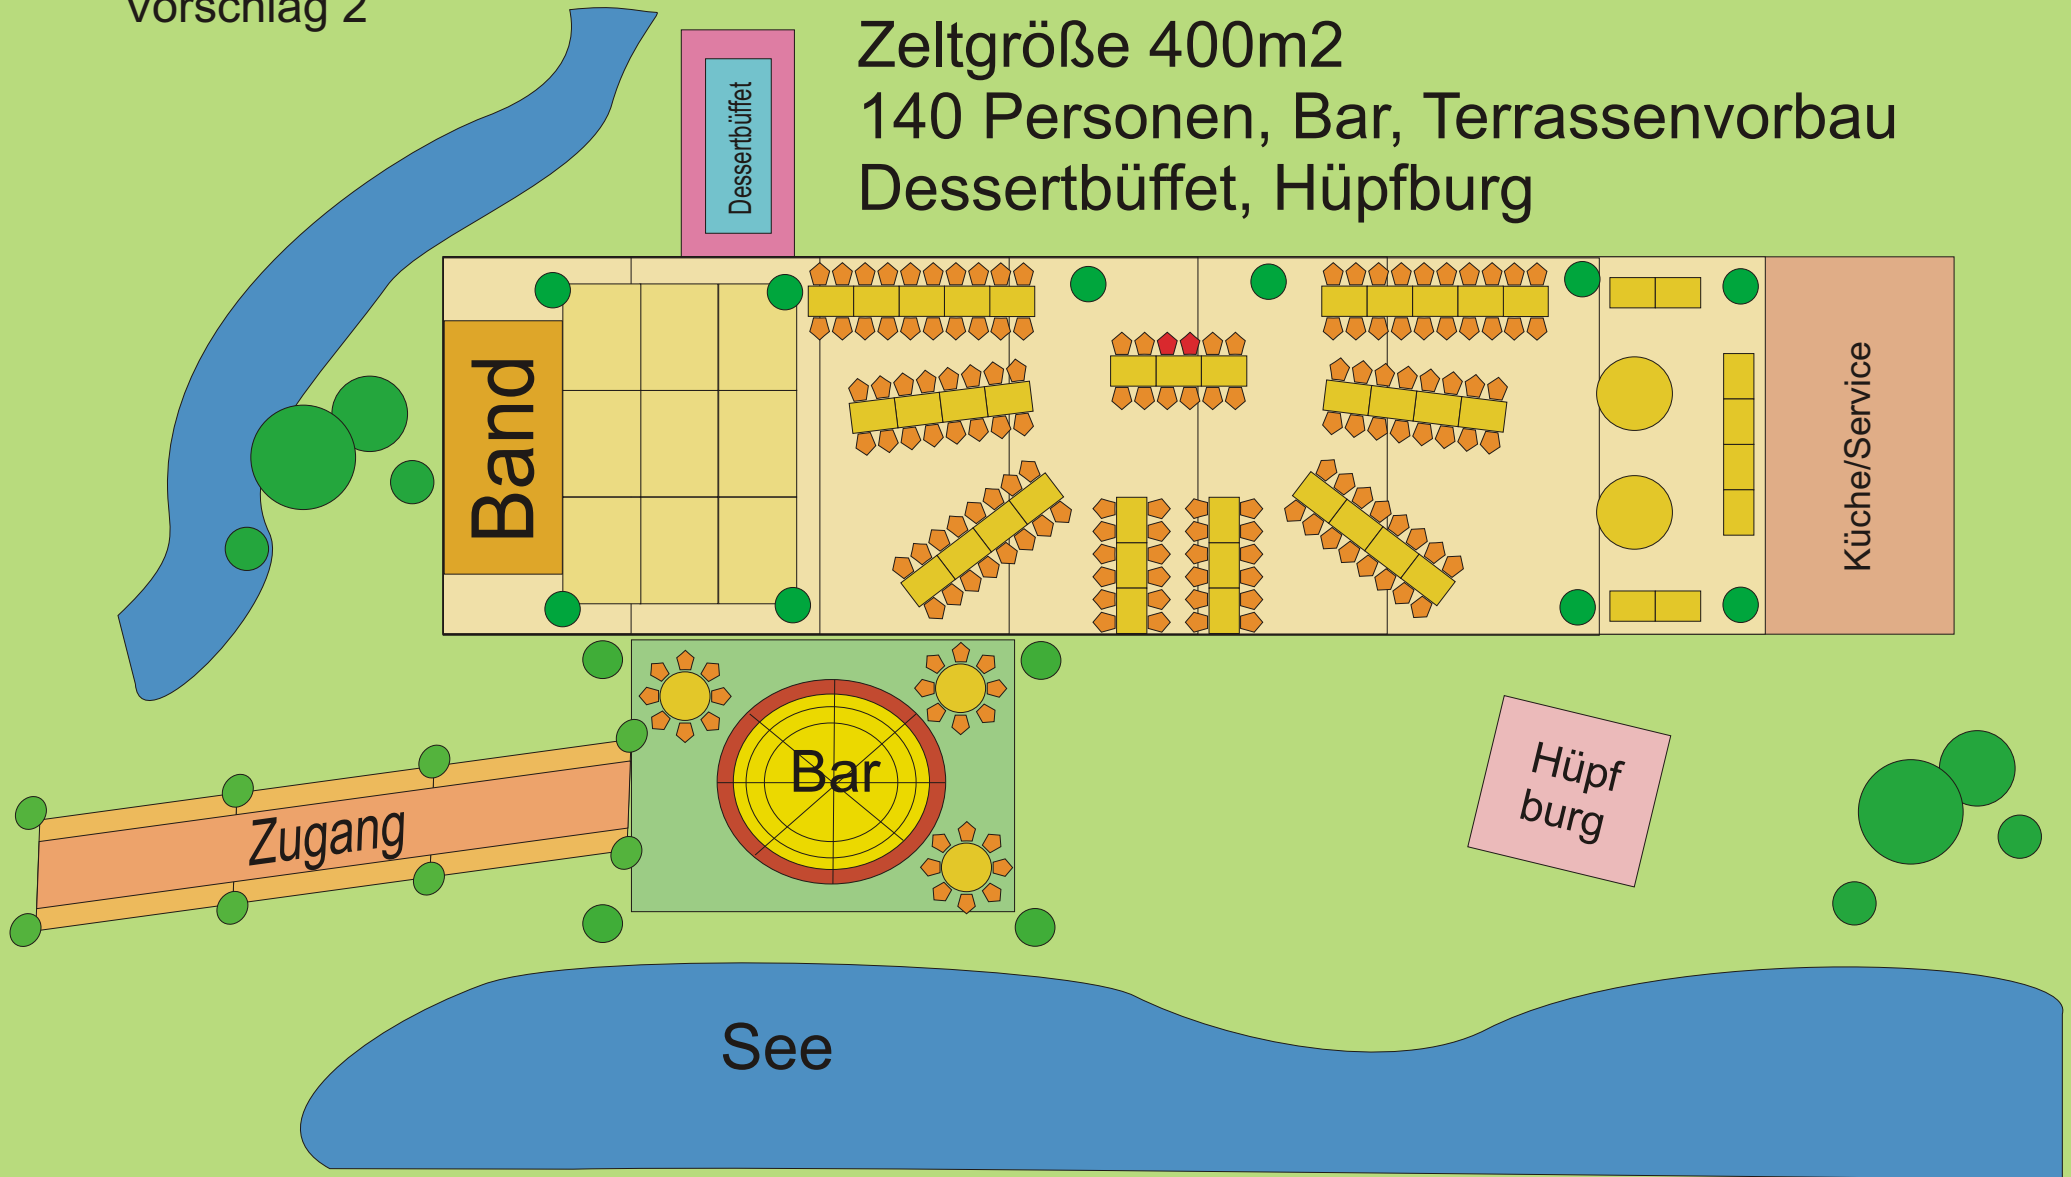 Vorschlag 2
Zeltgröße 400m2
140 Personen, Bar, Terrassenvorbau
Dessertbüffet, Hüpfburg
Dessertbüffet
Band
Küche/Service
Bar
Hüpf
burg
Zugang
See